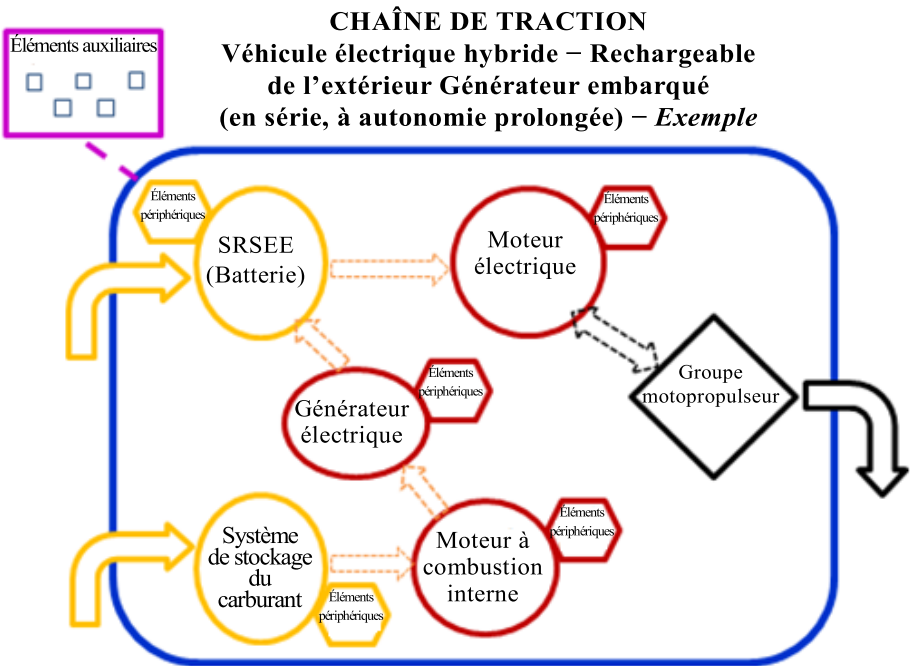 CHAÎNE DE TRACTION
Véhicule électrique hybride − Rechargeable
de l’extérieur Générateur embarqué
(en série, à autonomie prolongée) − Exemple
Éléments auxiliaires
Éléments
périphériques
SRSEE
(Batterie)
Moteur
électrique
Éléments
périphériques
Groupe
motopropulseur
Générateur
électrique
Éléments
périphériques
Système
de stockage
du
carburant
Éléments
périphériques
Moteur à
combustion
interne
Éléments
périphériques